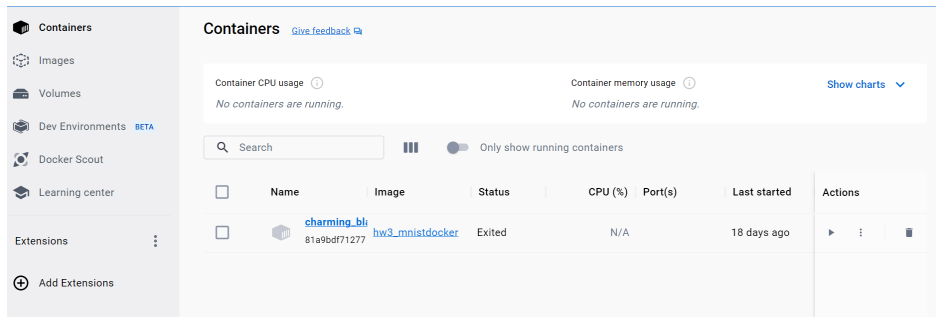 Containers
Images
Volumes
Dev Environments BETA
Docker Scout
Learning center
Extensions
Add Extensions
Containers Give feedback
Container CPU usage
No containers are running.
Container memory usage
No containers are running.
Show charts
Search
Only show running containers
Name Image Status CPU (%) Port(s) Last started Actions
charming_bla
81a9bdf71277
hw3_mnistdocker Exited N/A 18 days ago